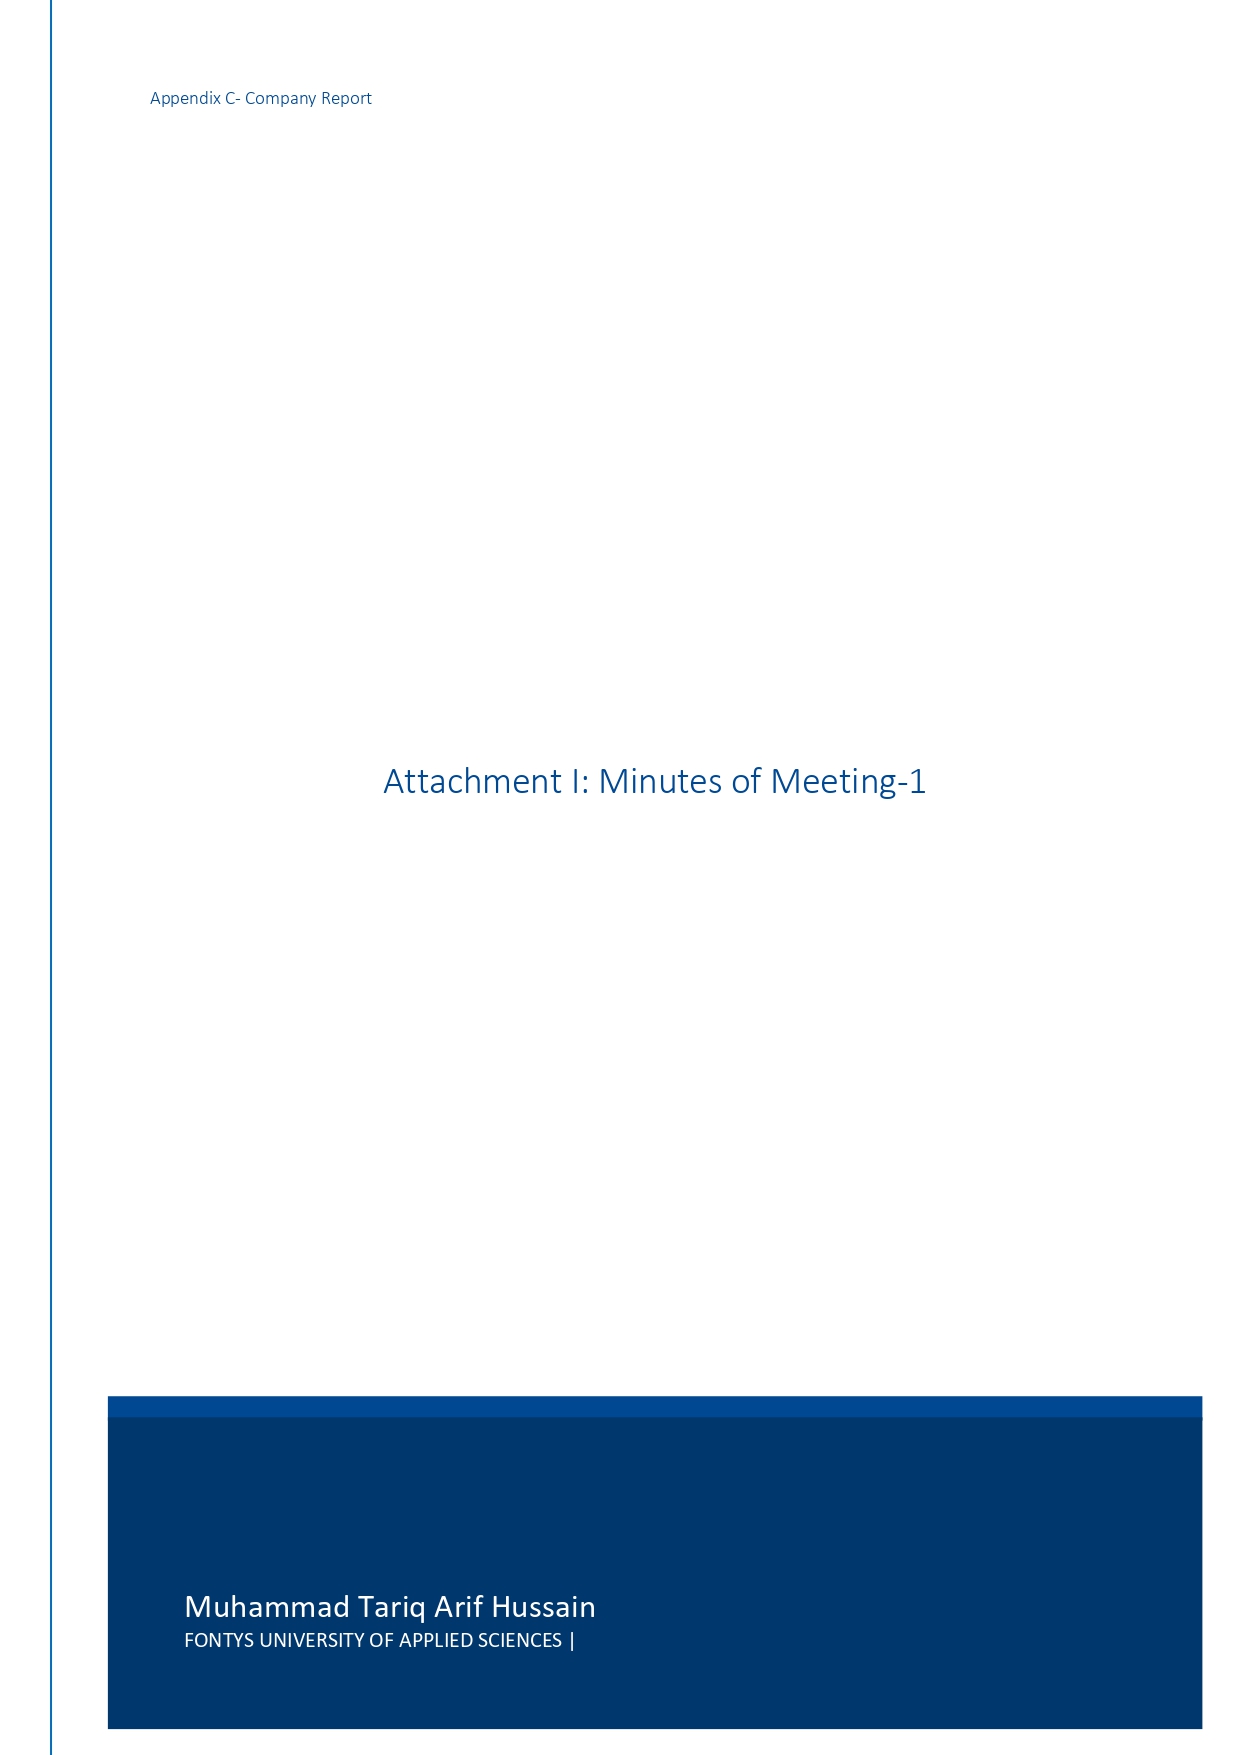 Appendix C- Company Report
Attachment I: Minutes of Meeting-1
Muhammad Tariq Arif Hussain
FONTYS UNIVERSITY OF APPLIED SCIENCES |